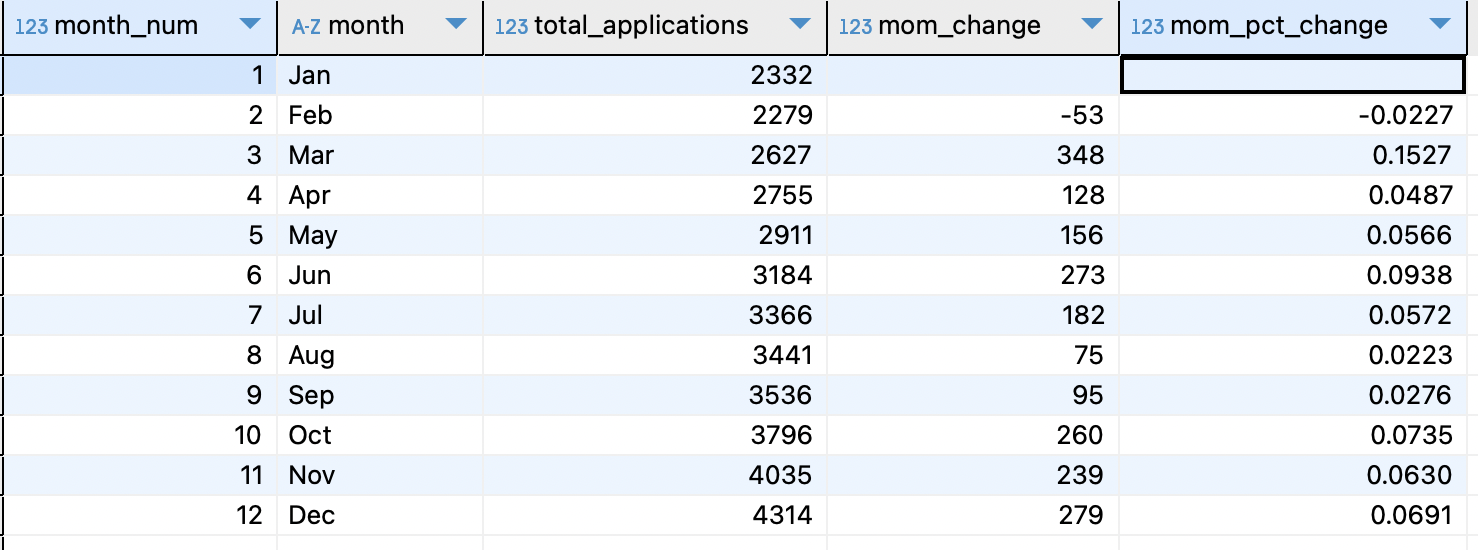 123 month_num A-Z month 123 total_applications 123 mom_change 123 mom_pct_change
1 Jan 2332
2 Feb 2279 -53 -0.0227
3 Mar 2627 348 0.1527
4 Apr 2755 128 0.0487
5 May 2911 156 0.0566
6 Jun 3184 273 0.0938
7 Jul 3366 182 0.0572
8 Aug 3441 75 0.0223
9 Sep 3536 95 0.0276
10 Oct 3796 260 0.0735
11 Nov 4035 239 0.0630
12 Dec 4314 279 0.0691